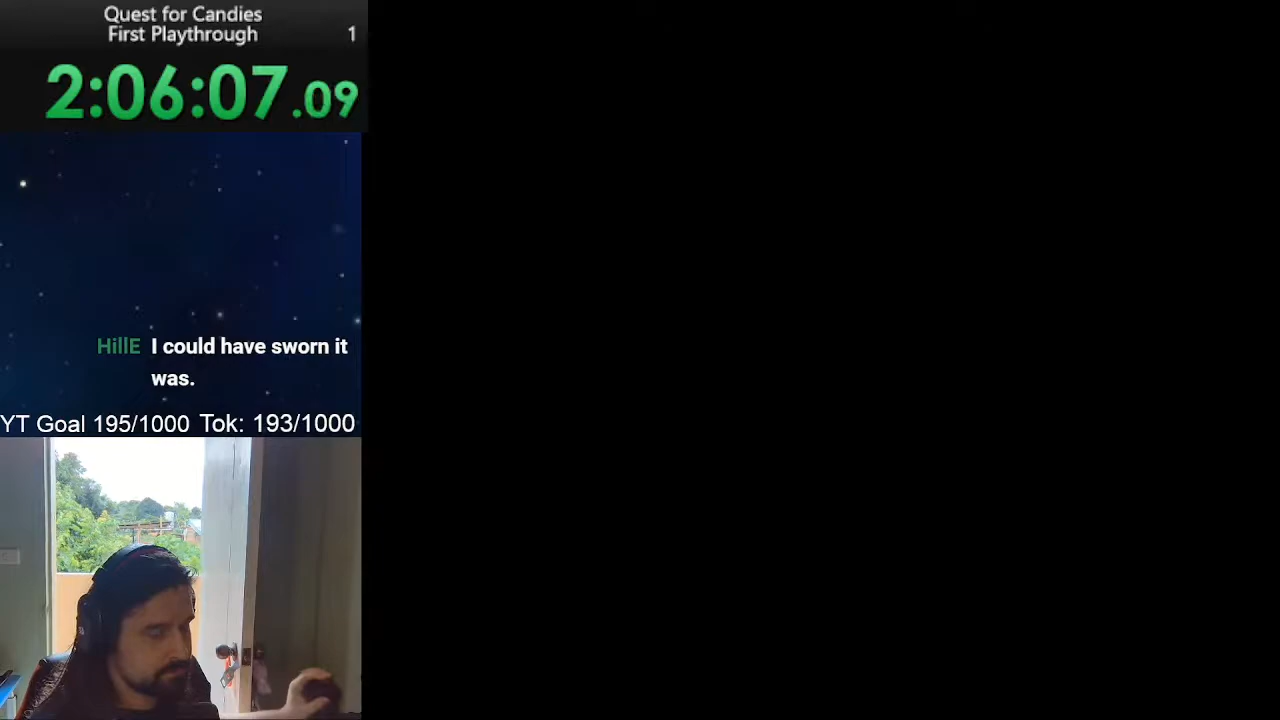 Quest for Candies
First Playthrough 1
2:06:07.09
HillE I could have sworn it
was.
YT Goal 195/1000 Tok: 193/1000